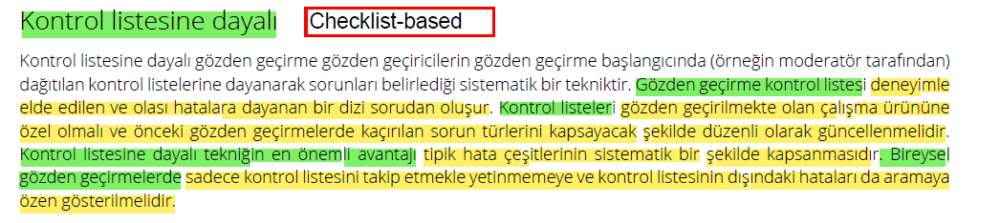 Kontrol listesine dayalı Checklist-based
Kontrol listesine dayalı gözden geçirme gözden geçiricilerin gözden geçirme başlangıcında (örneğin moderatör tarafından)
dağıtılan kontrol listelerine dayanarak sorunları belirlediği sistematik bir tekniktir. Gözden geçirme kontrol listesi deneyimle
elde edilen ve olası hatalara dayanan bir dizi sorudan oluşur. Kontrol listeleri gözden geçirilmekte olan çalışma ürününe
özel olmalı ve önceki gözden geçirmelerde kaçırılan sorun türlerini kapsayacak şekilde düzenli olarak güncellenmelidir.
Kontrol listesine dayalı tekniğin en önemli avantajı tipik hata çeşitlerinin sistematik bir şekilde kapsanmasıdır. Bireysel
gözden geçirmelerde sadece kontrol listesini takip etmekle yetinmemeye ve kontrol listesinin dışındaki hataları da aramaya
özen gösterilmelidir.